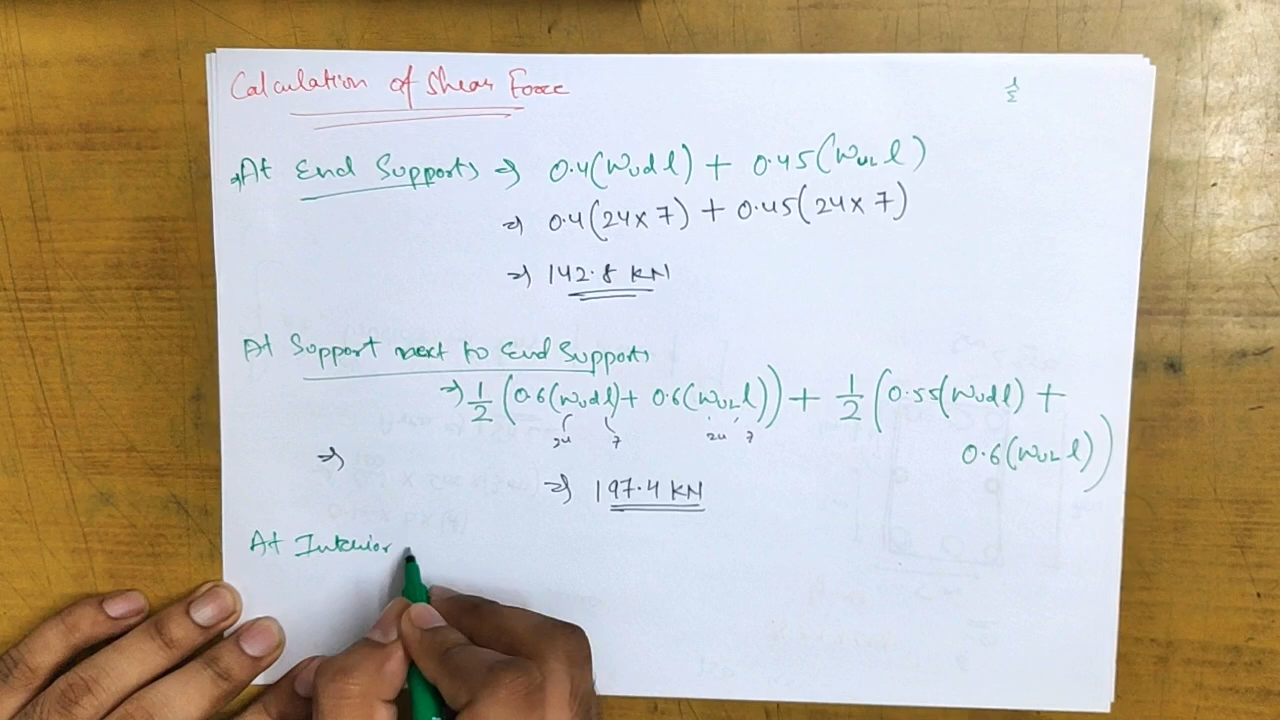 Calculation of Shear Force
At End Supports ⇒ 0.4(Wudl) + 0.45(WuLl)
⇒ 0.4(24×7) + 0.45(24×7)
⇒ 142.8 KN
At Support next to End Supports
⇒ 1/2 (0.6(Wudl) + 0.6(WuLl)) + 1/2 (0.55(Wudl) +
24 7 24 7
0.6(WuLl))
⇒
⇒ 197.4 KN
At Interior